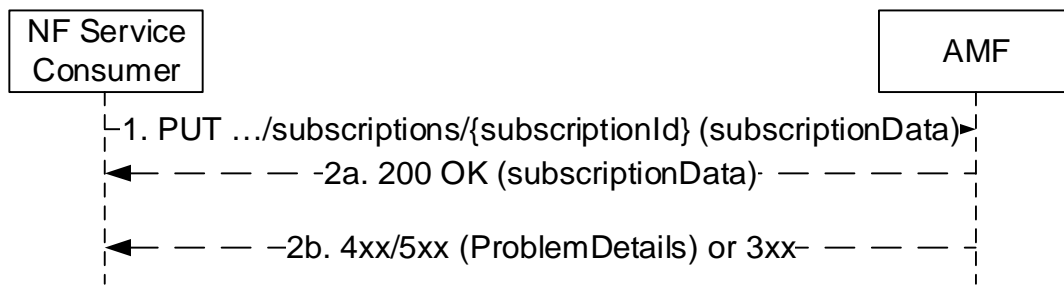 NF Service
Consumer
AMF
1. PUT …/subscriptions/{subscriptionId} (subscriptionData)
2a. 200 OK (subscriptionData)
2b. 4xx/5xx (ProblemDetails) or 3xx